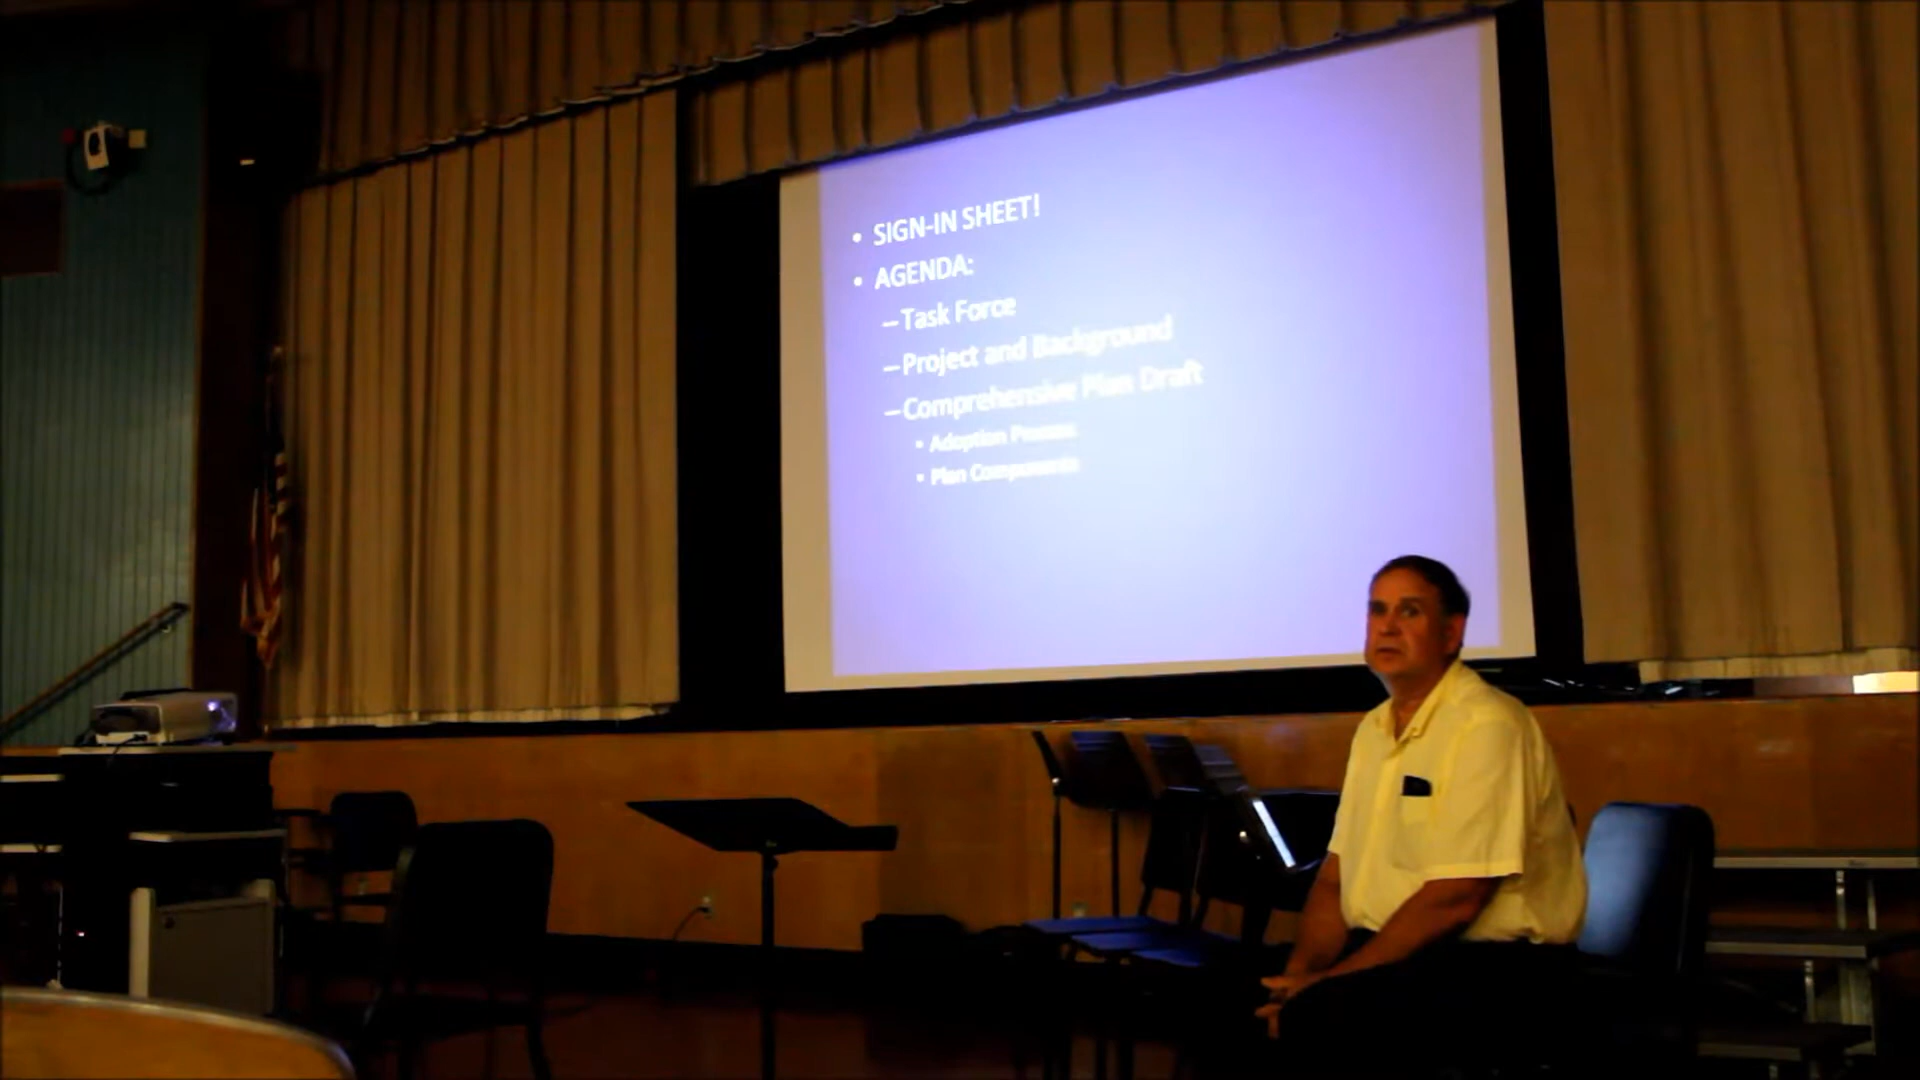 • SIGN-IN SHEET!
• AGENDA:
–Task Force
–Project and Background
–Comprehensive Plan Draft
• Adoption Process
• Plan Components